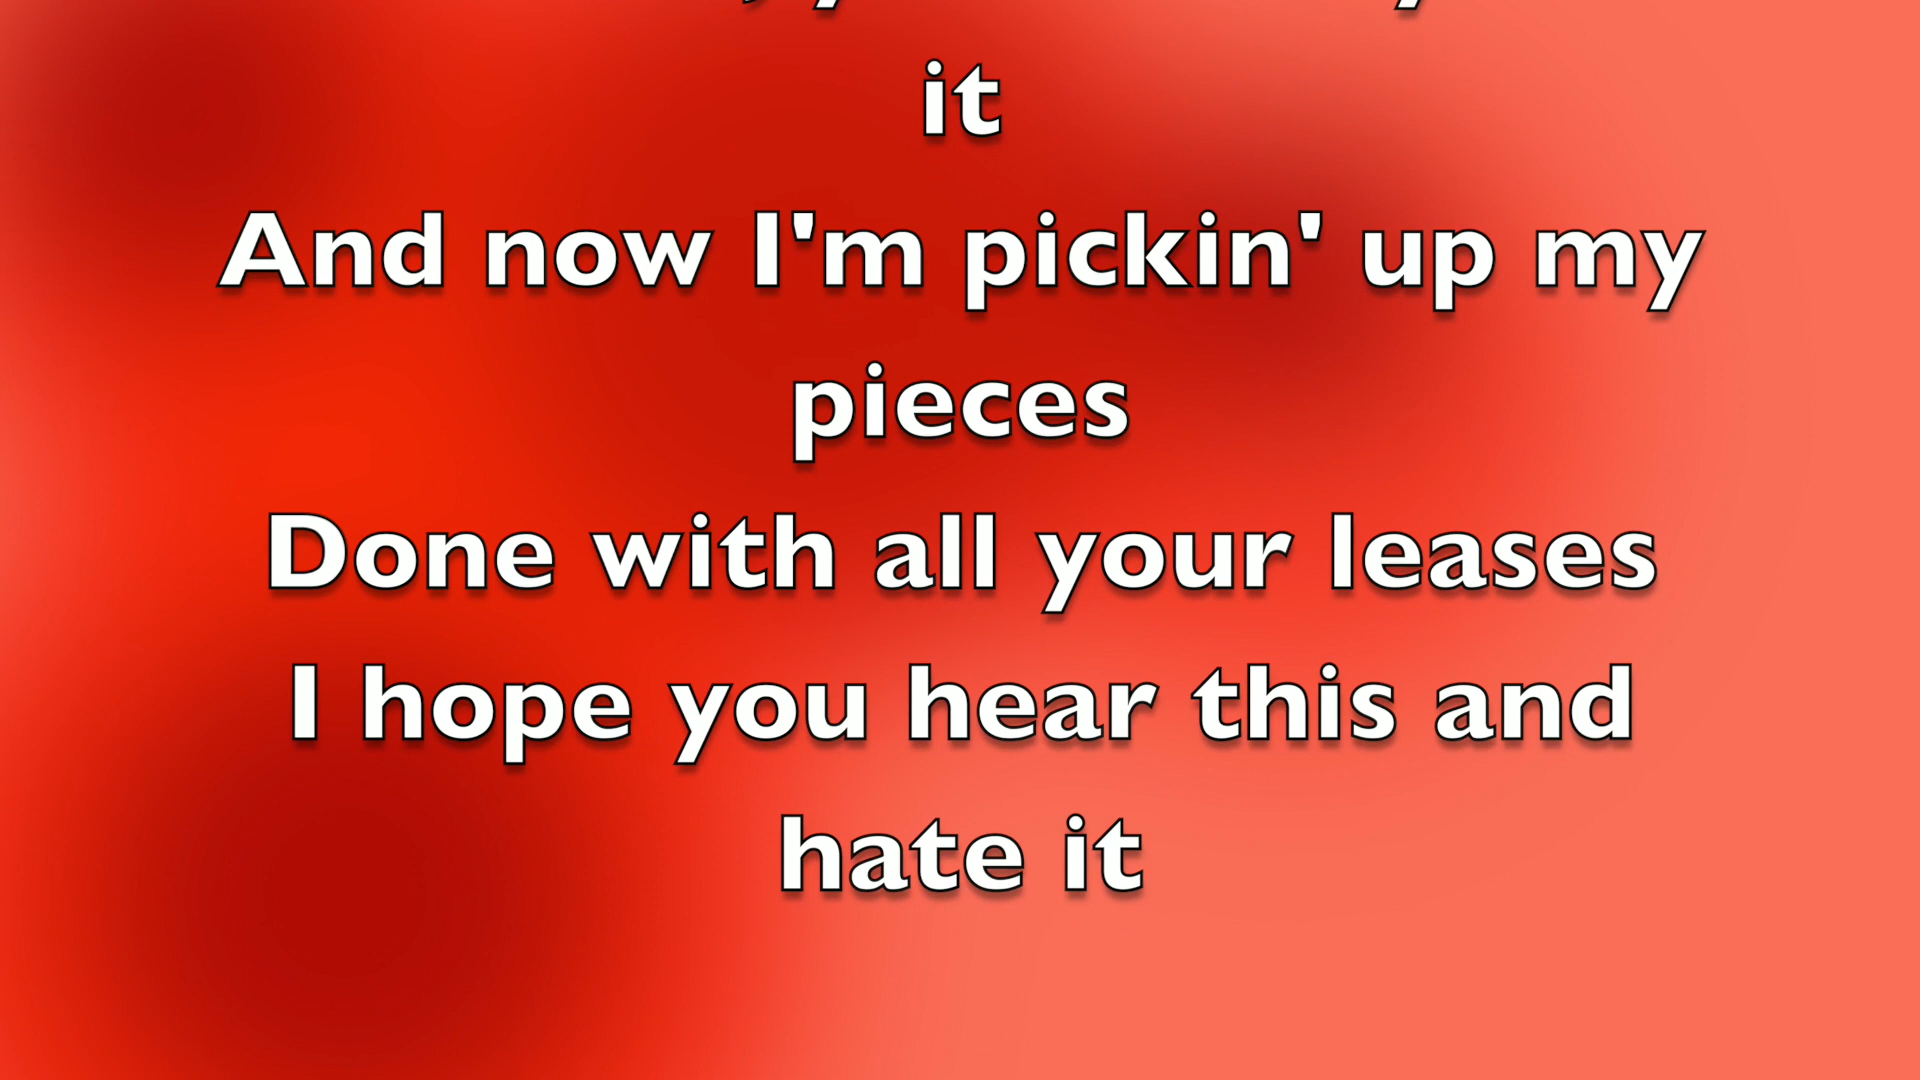 it
And now I'm pickin' up my
pieces
Done with all your leases
I hope you hear this and
hate it